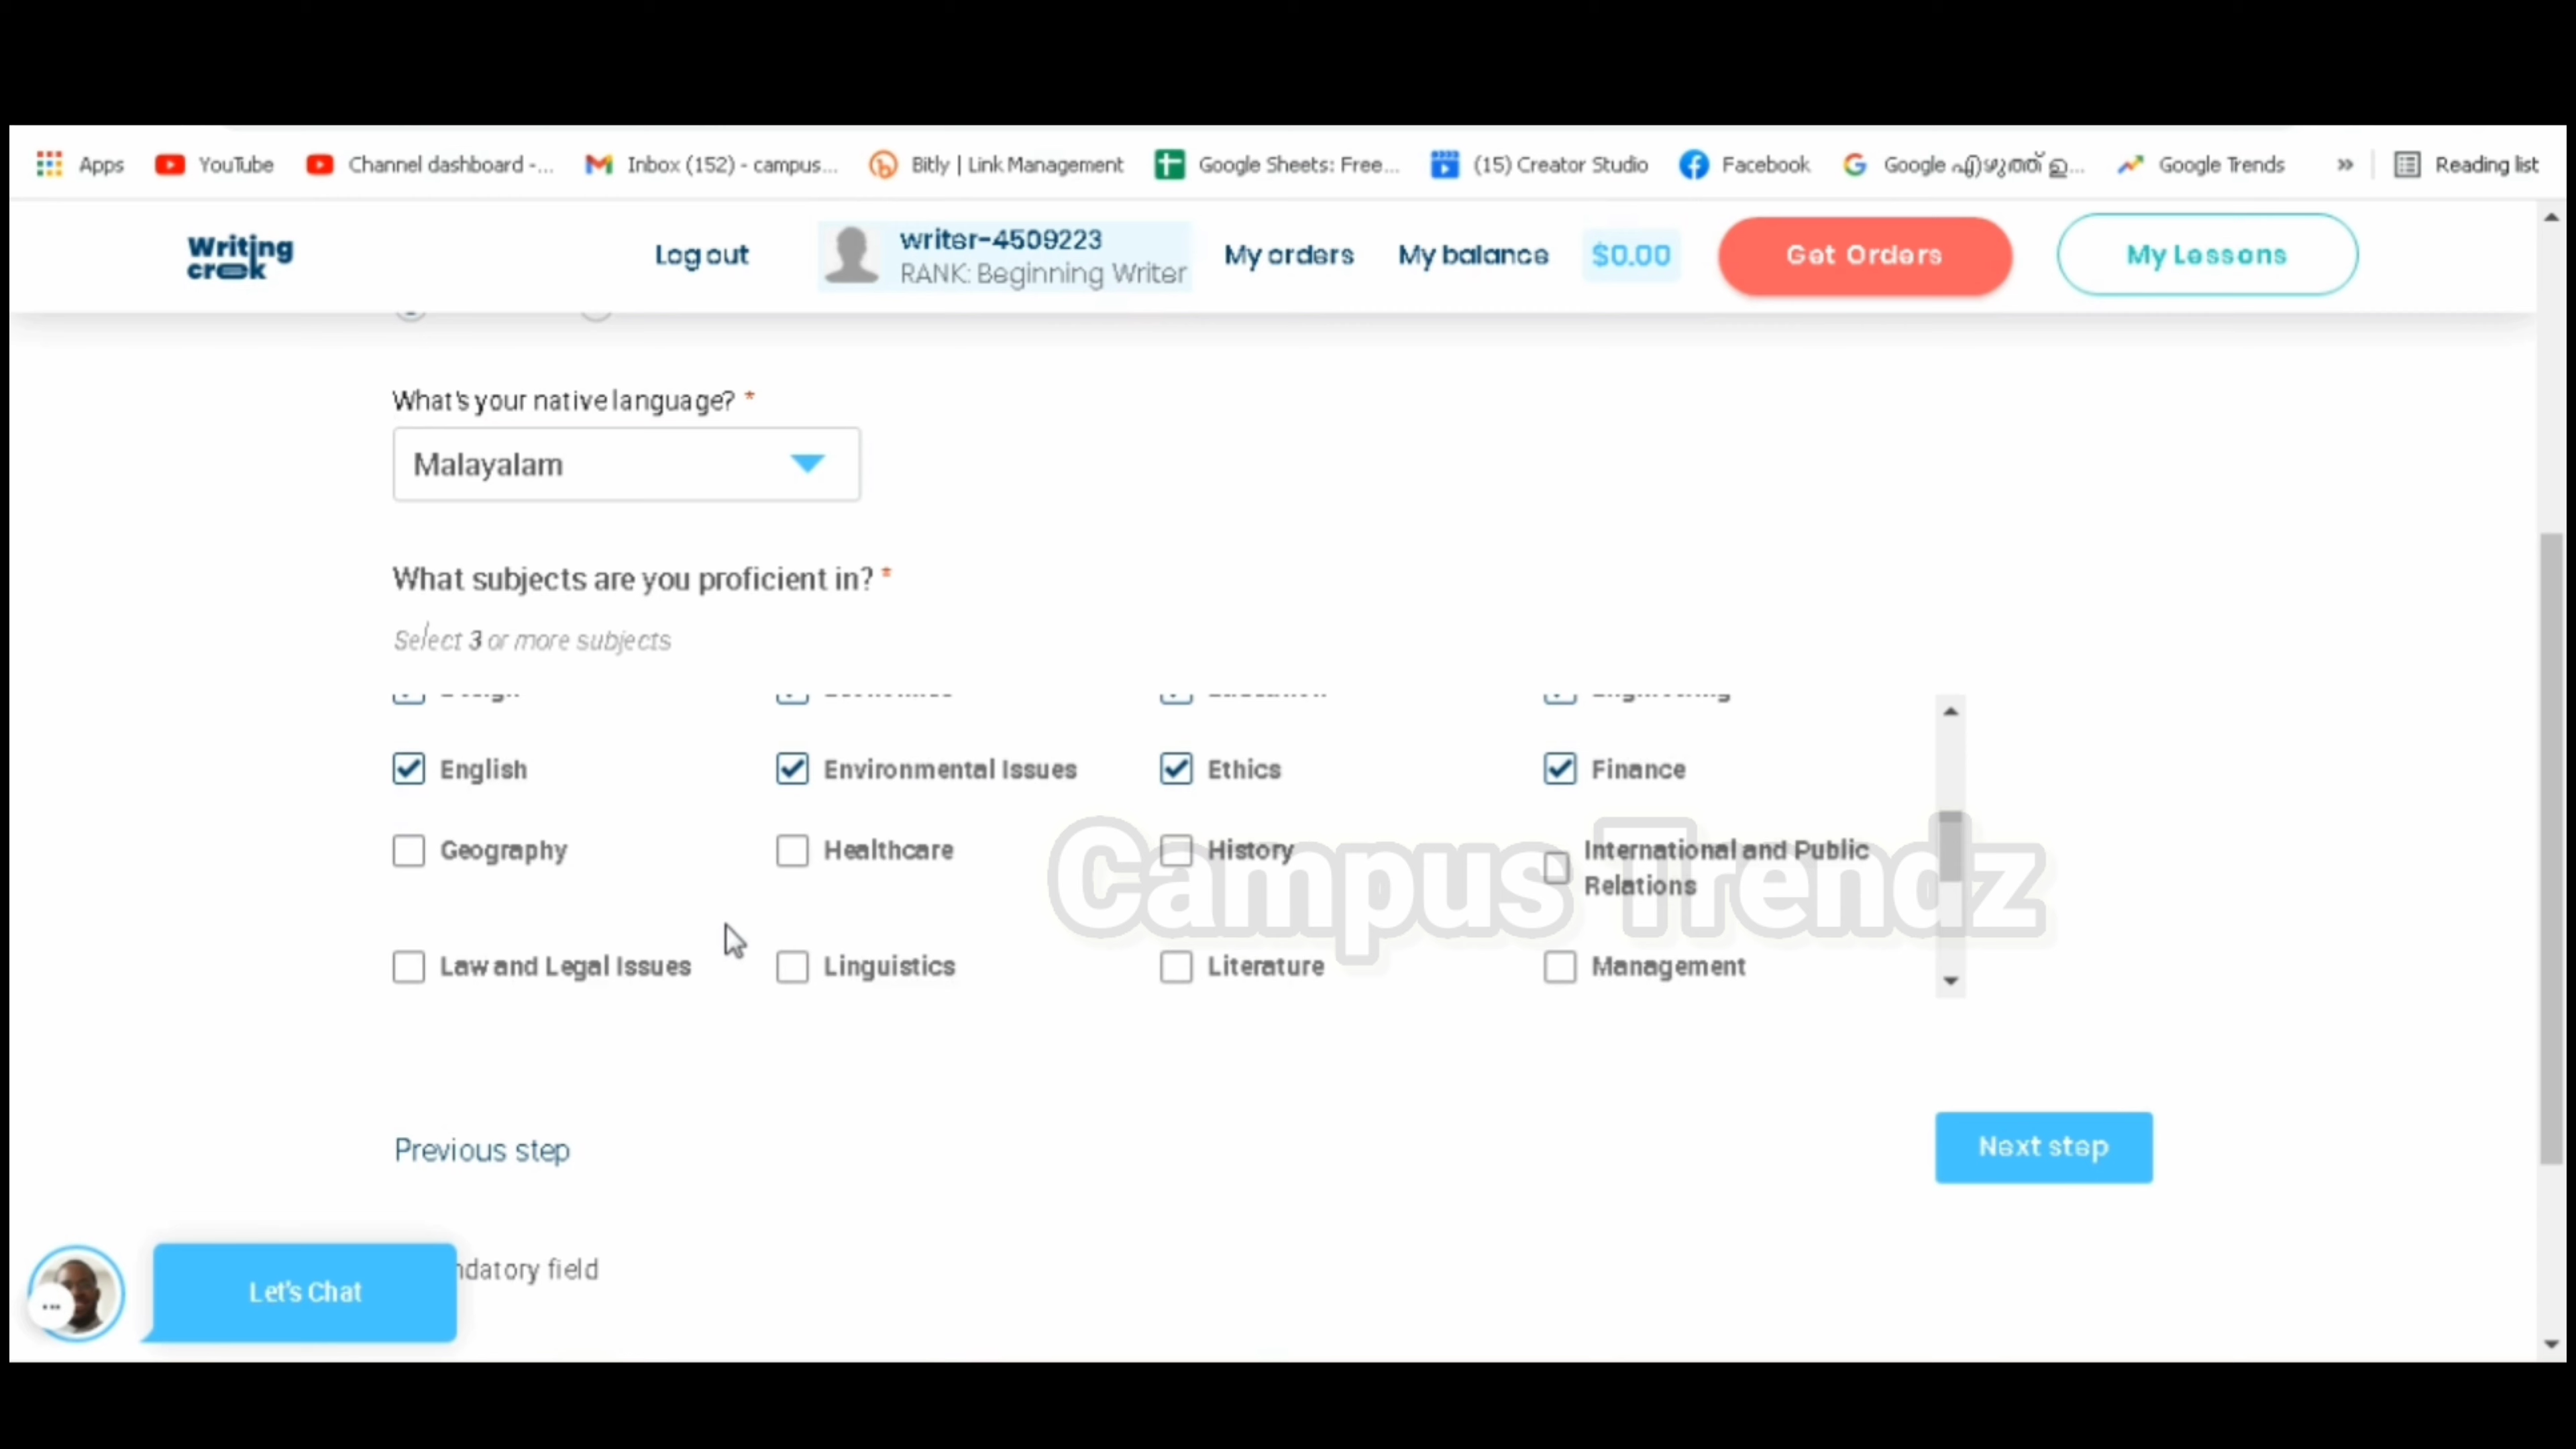 Apps YouTube Channel dashboard -... Inbox (152) - campus... Bitly | Link Management Google Sheets: Free... (15) Creator Studio Facebook Google എഴുത്ത് ഇ... Google Trends » Reading list
Writing creek
Log out
writer-4509223
RANK: Beginning Writer
My orders My balance $0.00 Get Orders My Lessons
What's your native language? *
Malayalam
What subjects are you proficient in? *
Select 3 or more subjects
English Environmental Issues Ethics Finance
Geography Healthcare History International and Public Relations
Campus Trendz
Law and Legal Issues Linguistics Literature Management
Previous step Next step
ndatory field
Let's Chat